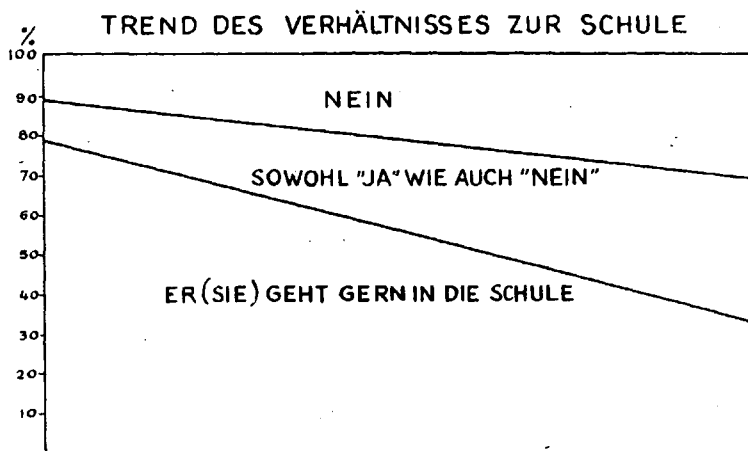 TREND DES VERHÄLTNISSES ZUR SCHULE
%
100
90
80
70
60
50
40
30
20
10
NEIN
SOWOHL "JA" WIE AUCH "NEIN"
ER (SIE) GEHT GERN IN DIE SCHULE